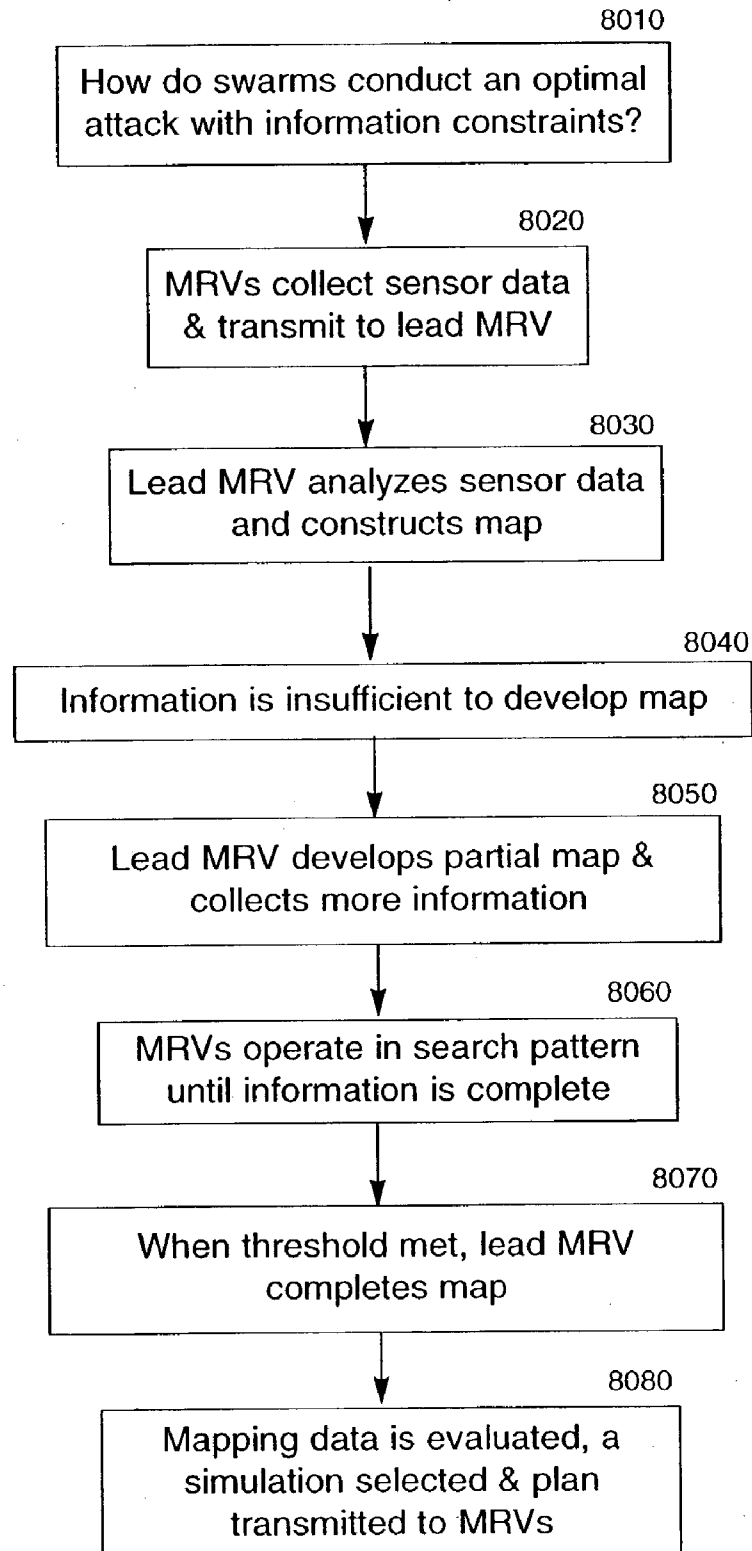 8010
How do swarms conduct an optimal
attack with information constraints?
8020
MRVs collect sensor data
& transmit to lead MRV
8030
Lead MRV analyzes sensor data
and constructs map
8040
Information is insufficient to develop map
8050
Lead MRV develops partial map &
collects more information
8060
MRVs operate in search pattern
until information is complete
8070
When threshold met, lead MRV
completes map
8080
Mapping data is evaluated, a
simulation selected & plan
transmitted to MRVs